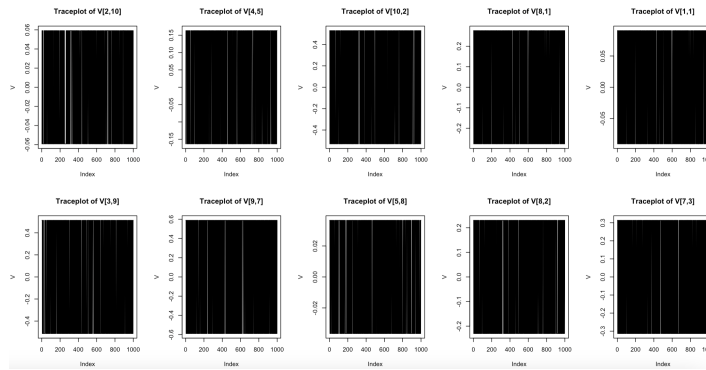 Traceplot of V[2,10]
Traceplot of V[4,5]
Traceplot of V[10,2]
Traceplot of V[8,1]
Traceplot of V[1,1]
V
-0.06 -0.04 -0.02 0.00 0.02 0.04 0.06
0 200 400 600 800 1000
Index
V
-0.15 -0.05 0.05 0.10 0.15
0 200 400 600 800 1000
Index
V
-0.4 -0.2 0.0 0.2 0.4
0 200 400 600 800 1000
Index
V
-0.2 -0.1 0.0 0.1 0.2
0 200 400 600 800 1000
Index
V
-0.05 0.00 0.05
0 200 400 600 800 1000
Index
Traceplot of V[3,9]
Traceplot of V[9,7]
Traceplot of V[5,8]
Traceplot of V[8,2]
Traceplot of V[7,3]
V
-0.4 -0.2 0.0 0.2 0.4
0 200 400 600 800 1000
Index
V
-0.6 -0.4 -0.2 0.0 0.2 0.4 0.6
0 200 400 600 800 1000
Index
V
-0.02 0.00 0.02
0 200 400 600 800 1000
Index
V
-0.2 -0.1 0.0 0.1 0.2 0.3
0 200 400 600 800 1000
Index
V
-0.3 -0.2 -0.1 0.0 0.1 0.2 0.3
0 200 400 600 800 1000
Index